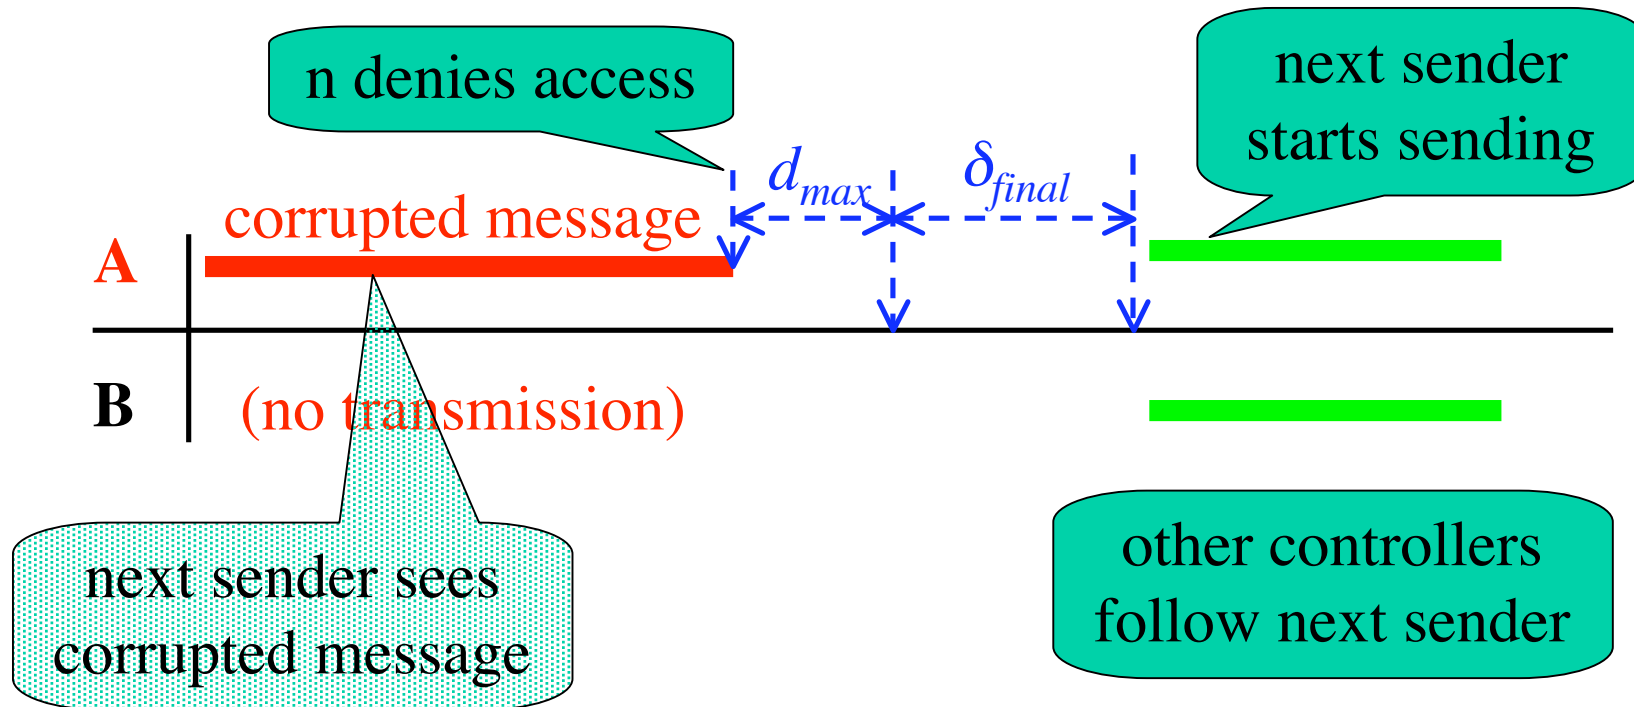 n denies access
next sender
starts sending
d_max
δ_final
corrupted message
A
B
(no transmission)
next sender sees
corrupted message
other controllers
follow next sender